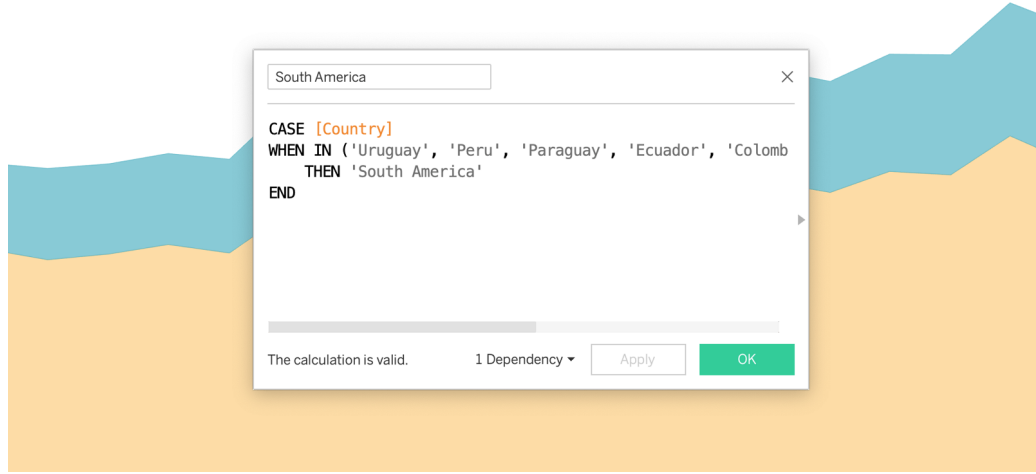 South America
CASE [Country]
WHEN IN ('Uruguay', 'Peru', 'Paraguay', 'Ecuador', 'Colomb
THEN 'South America'
END
The calculation is valid.
1 Dependency
Apply
OK